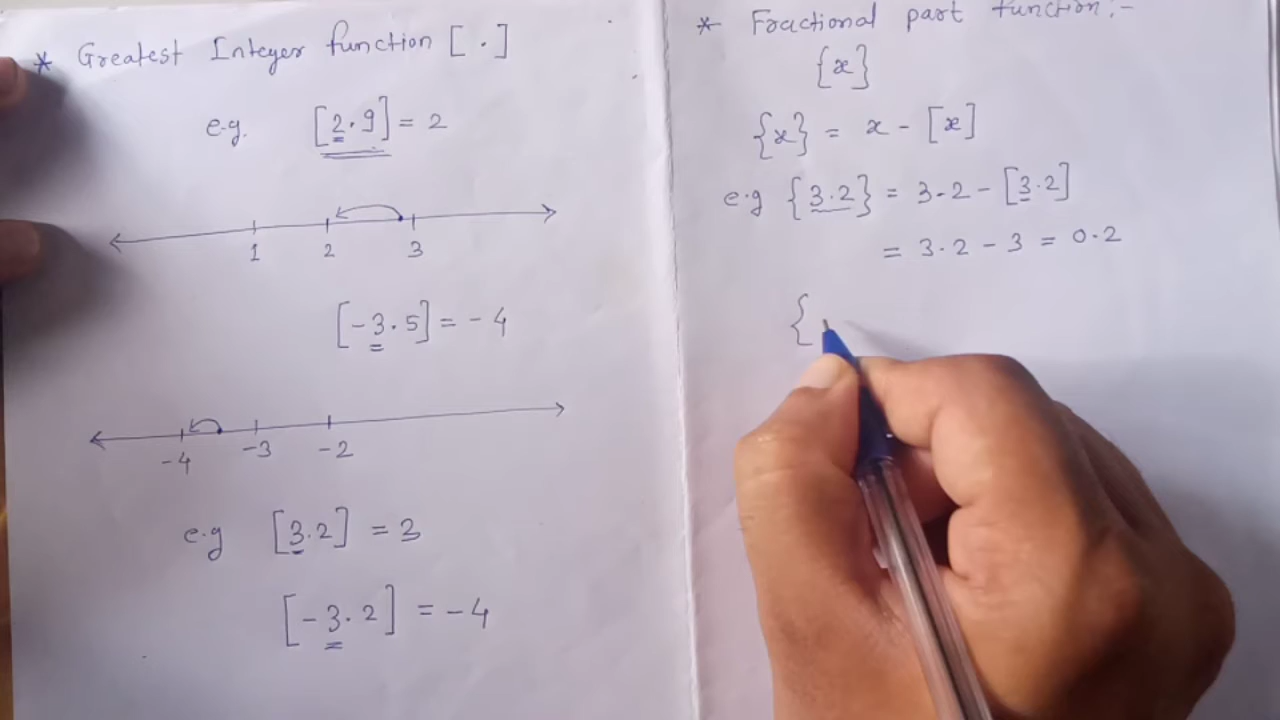 * Greatest Integer function [ . ]
e.g. [2.9] = 2
1 2 3
[-3.5] = -4
-4 -3 -2
e.g [3.2] = 3
[-3.2] = -4
* Fractional part function:-
{x}
{x} = x - [x]
e.g {3.2} = 3.2 - [3.2]
= 3.2 - 3 = 0.2
{